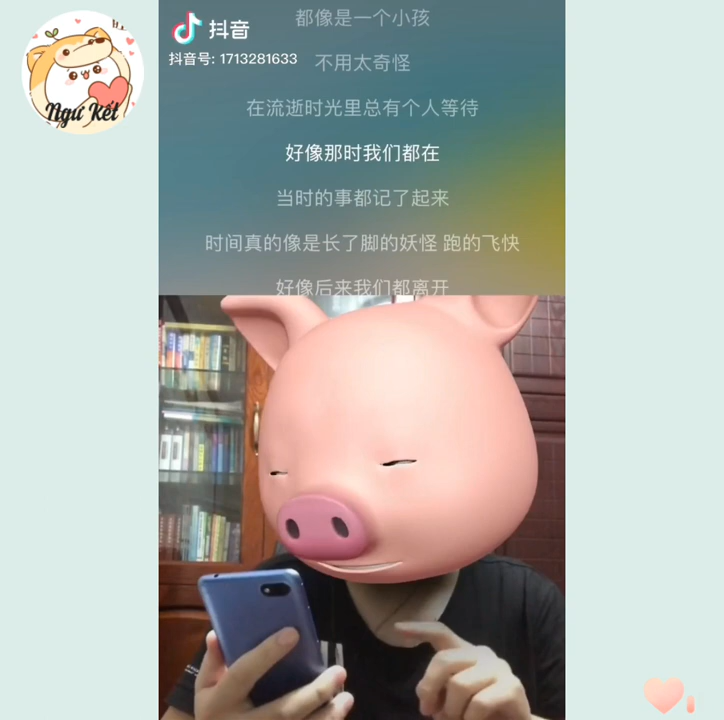 都像是一个小孩
抖音
抖音号: 1713281633
不用太奇怪
Ngư Kết
在流逝时光里总有个人等待
好像那时我们都在
当时的事都记了起来
时间真的像是长了脚的妖怪 跑的飞快
好像后来我们都离开